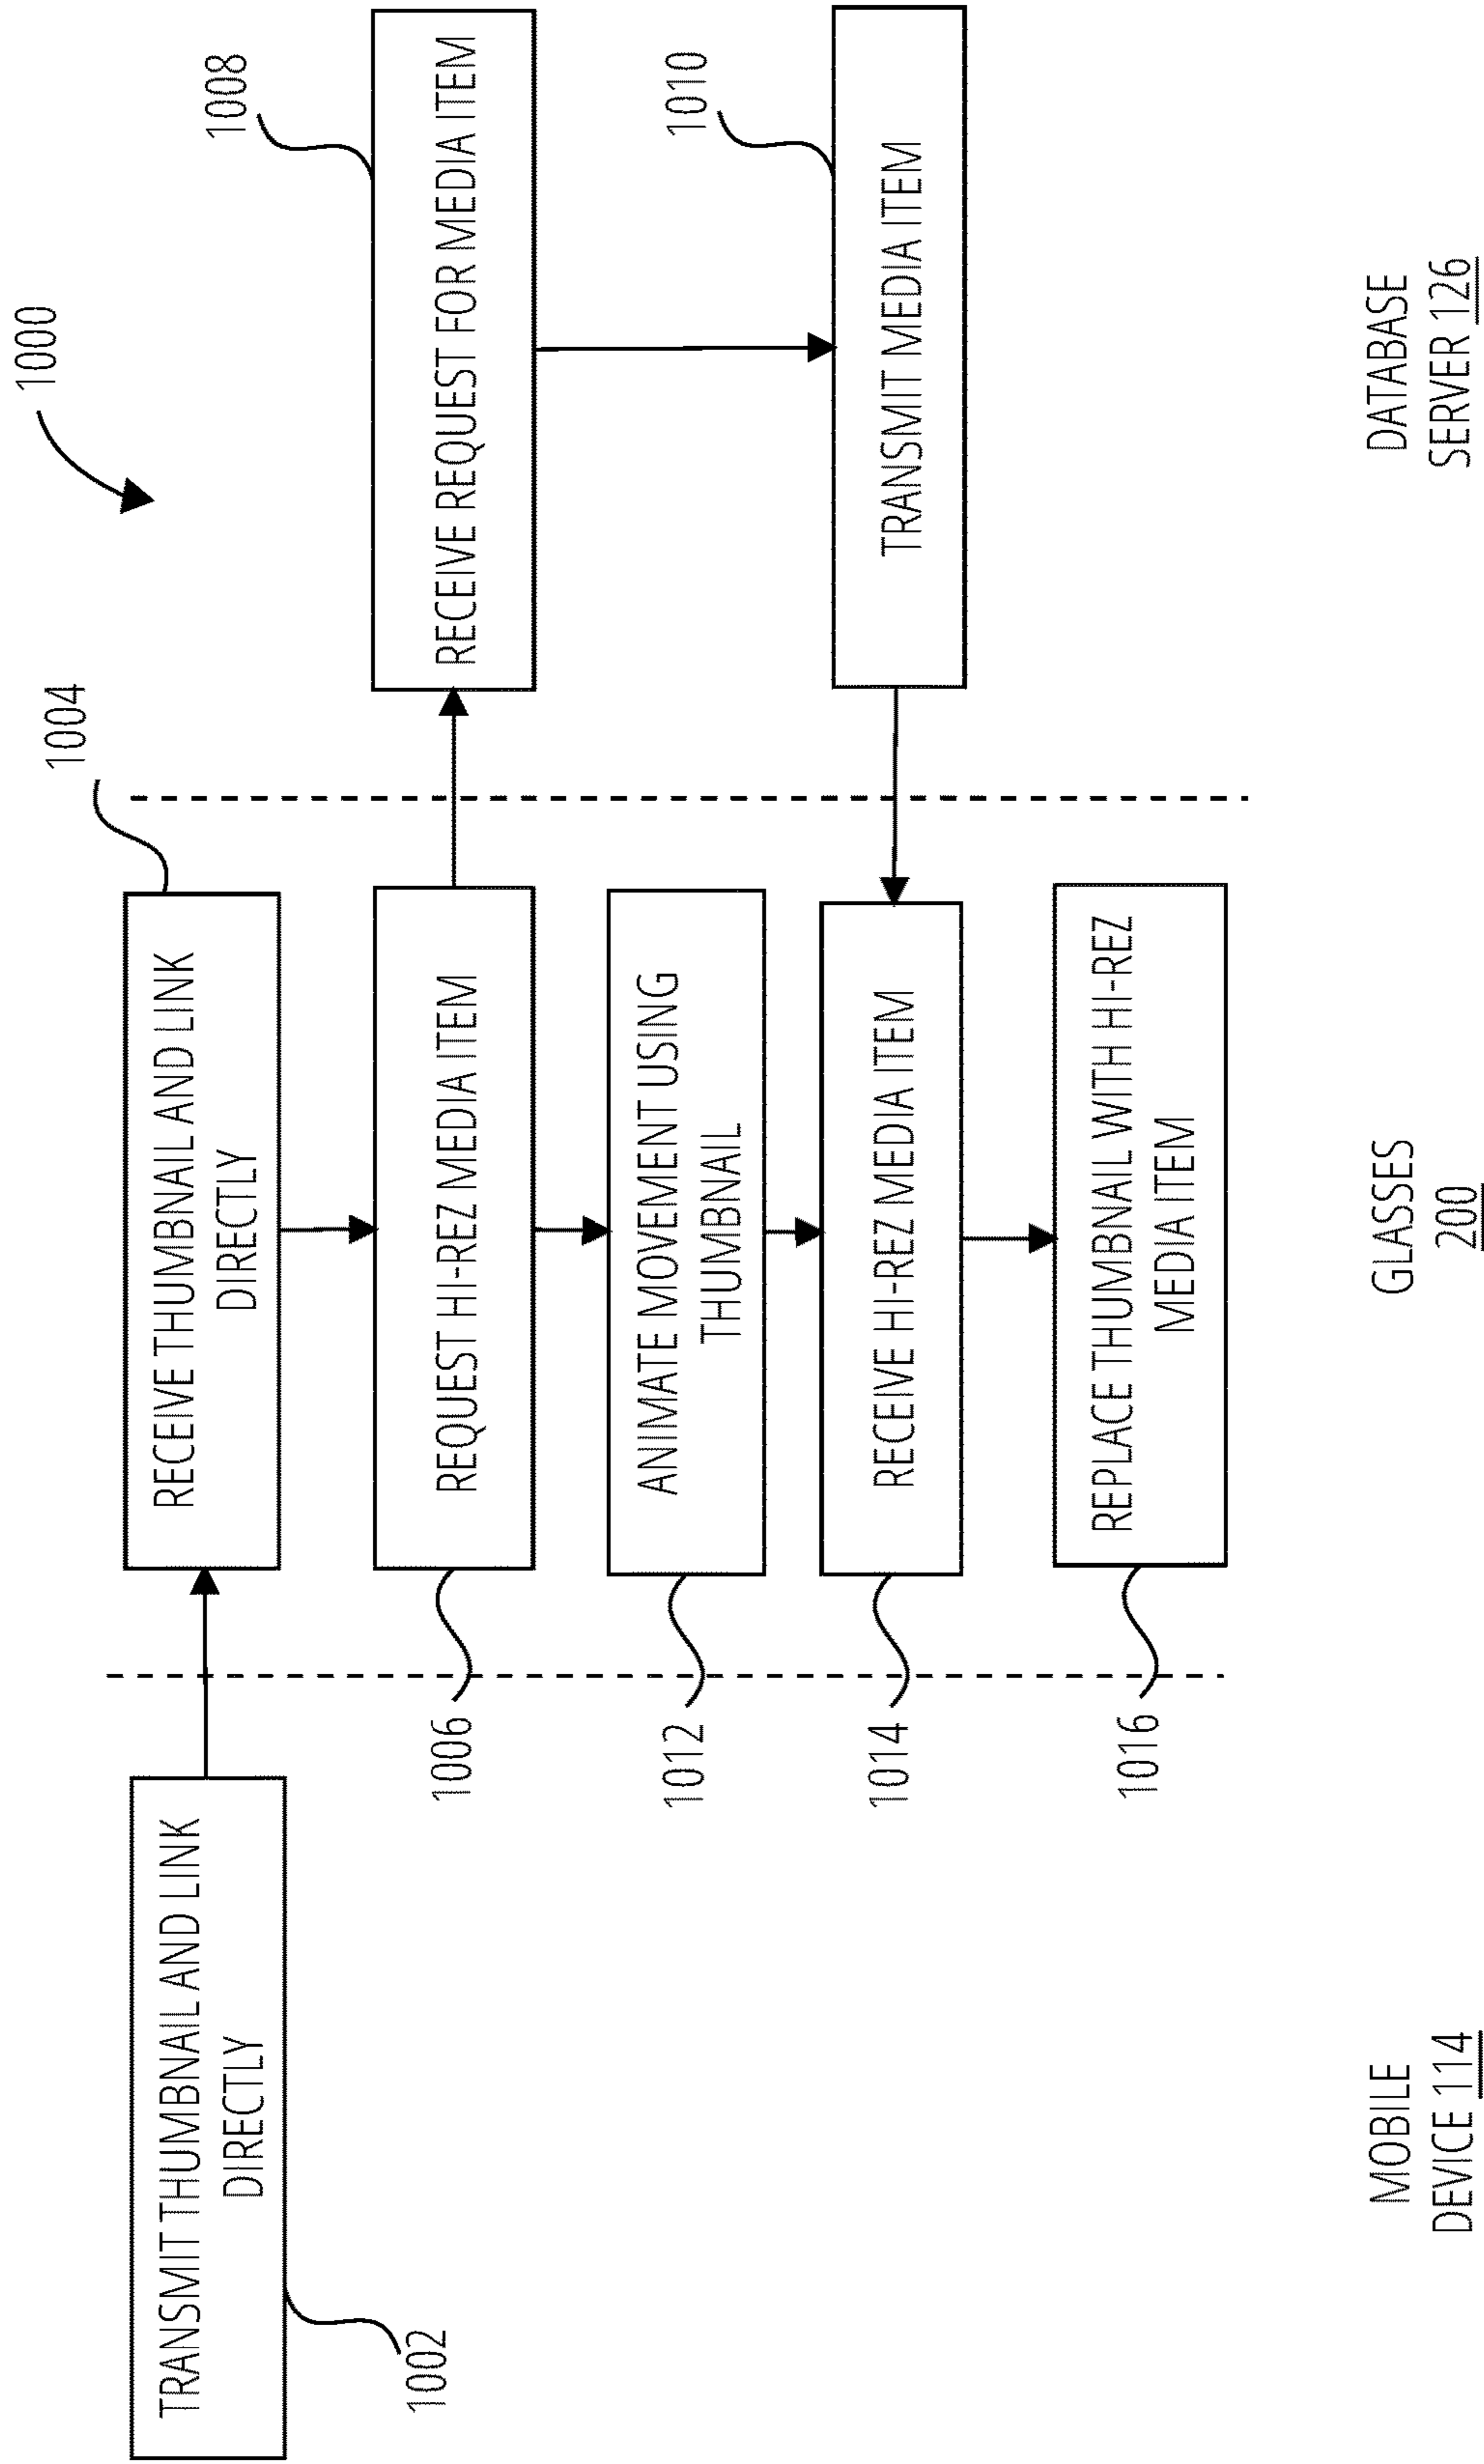 1000
TRANSMIT THUMBNAIL AND LINK
DIRECTLY
1002
RECEIVE THUMBNAIL AND LINK
DIRECTLY
1004
REQUEST HI-REZ MEDIA ITEM
1006
RECEIVE REQUEST FOR MEDIA ITEM
1008
ANIMATE MOVEMENT USING
THUMBNAIL
1012
RECEIVE HI-REZ MEDIA ITEM
1014
TRANSMIT MEDIA ITEM
1010
REPLACE THUMBNAIL WITH HI-REZ
MEDIA ITEM
1016
MOBILE
DEVICE 114
GLASSES
200
DATABASE
SERVER 126